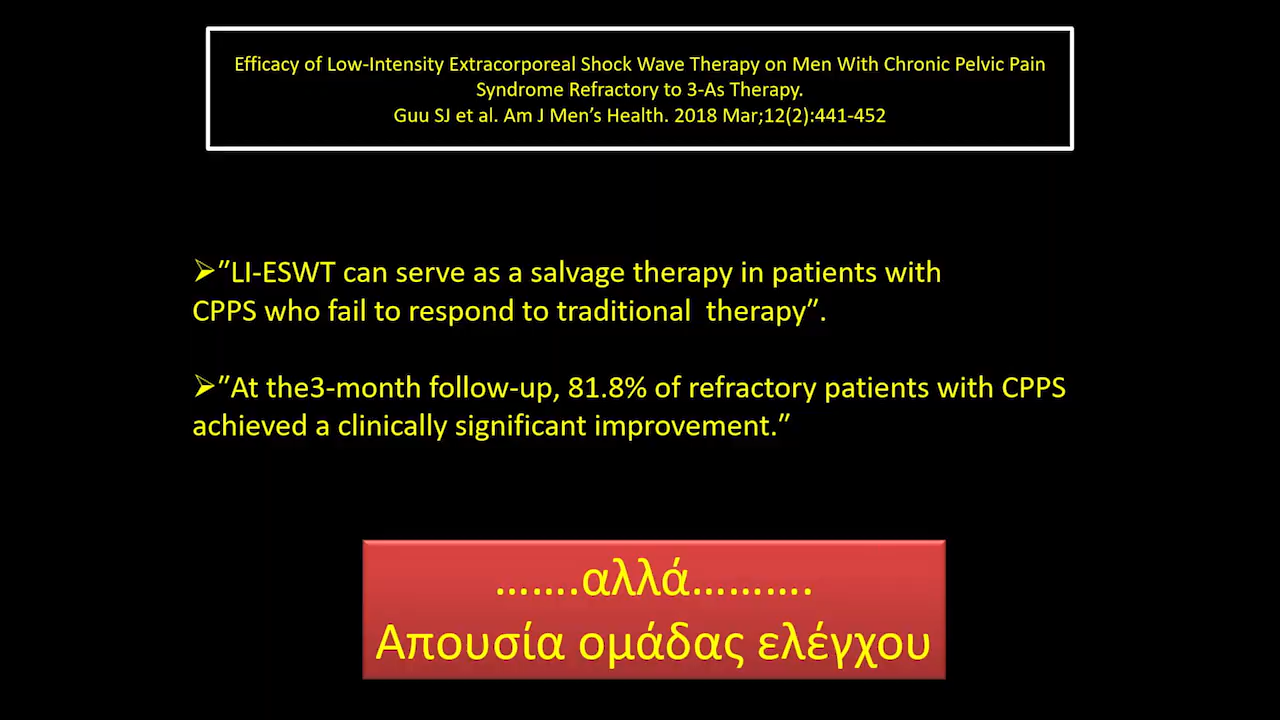 Efficacy of Low-Intensity Extracorporeal Shock Wave Therapy on Men With Chronic Pelvic Pain
Syndrome Refractory to 3-As Therapy.
Guu SJ et al. Am J Men’s Health. 2018 Mar;12(2):441-452
➢”LI-ESWT can serve as a salvage therapy in patients with
CPPS who fail to respond to traditional  therapy”.
➢”At the3-month follow-up, 81.8% of refractory patients with CPPS
achieved a clinically significant improvement.”
…….αλλά……….
Απουσία ομάδας ελέγχου